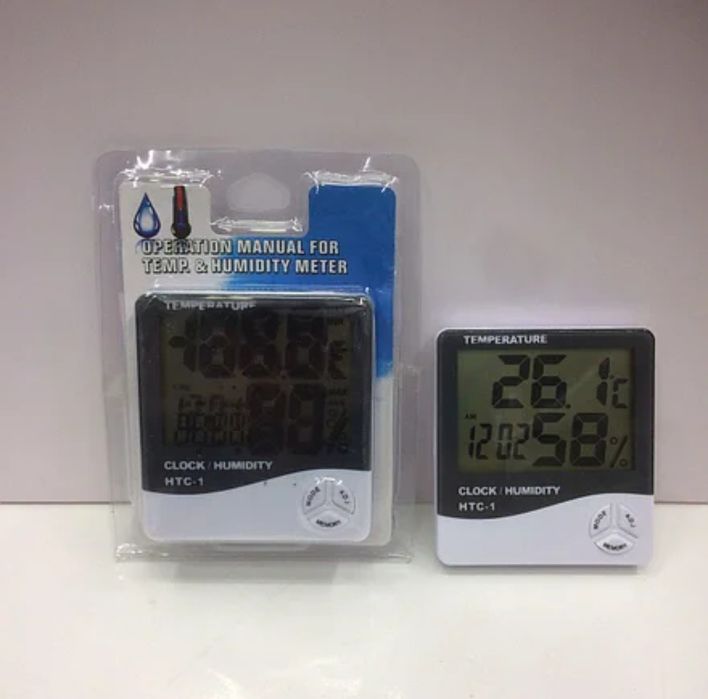 OPERATION MANUAL FOR
TEMP. & HUMIDITY METER
TEMPERATURE
CLOCK / HUMIDITY
HTC-1
MODE
ADJ
MEMORY
TEMPERATURE
26.1°C
AM
12 02 58%
CLOCK / HUMIDITY
HTC-1
MODE
ADJ
MEMORY